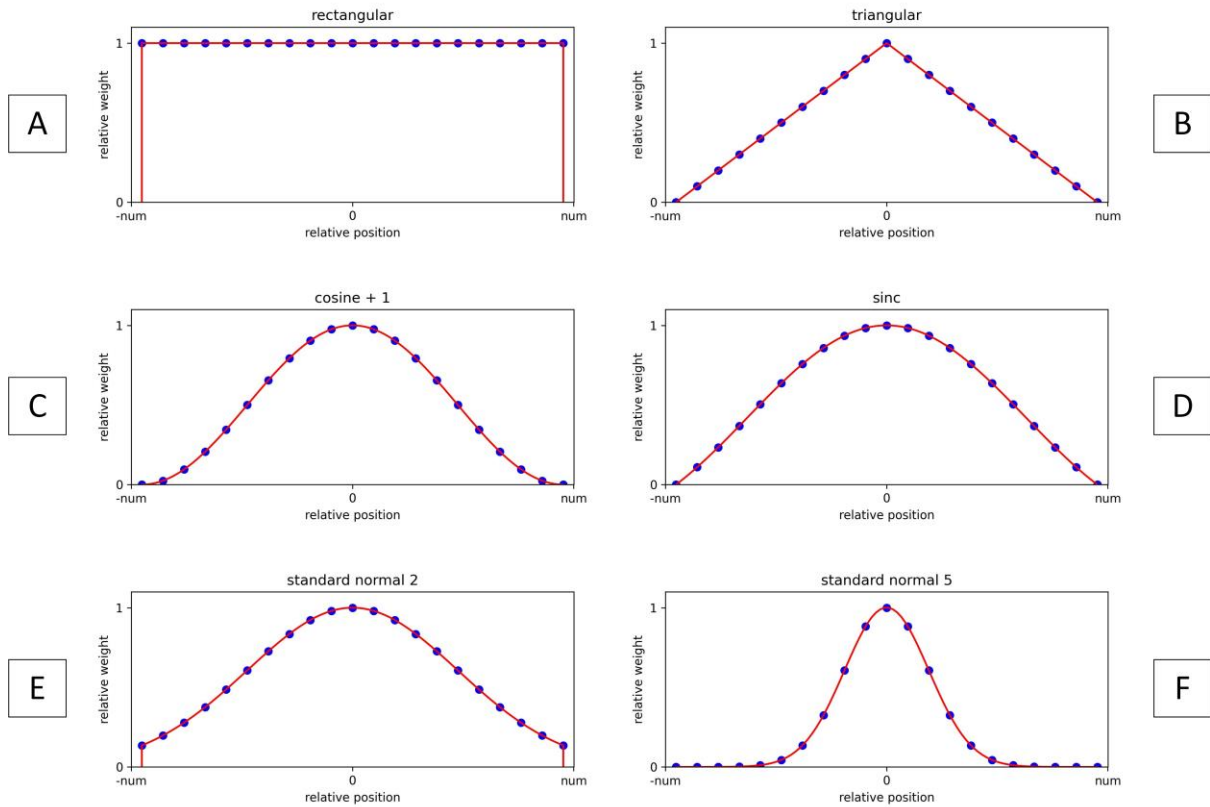 rectangular
A
relative weight
1
0
-num
0
num
relative position
triangular
B
relative weight
1
0
-num
0
num
relative position
cosine + 1
C
relative weight
1
0
-num
0
num
relative position
sinc
D
relative weight
1
0
-num
0
num
relative position
standard normal 2
E
relative weight
1
0
-num
0
num
relative position
standard normal 5
F
relative weight
1
0
-num
0
num
relative position